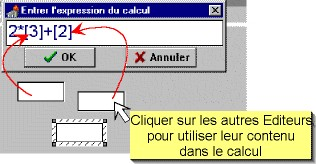 Entrer l'expression du calcul
2*[3]+[2]
OK
Annuler
Cliquer sur les autres Editeurs
pour utiliser leur contenu
dans le calcul